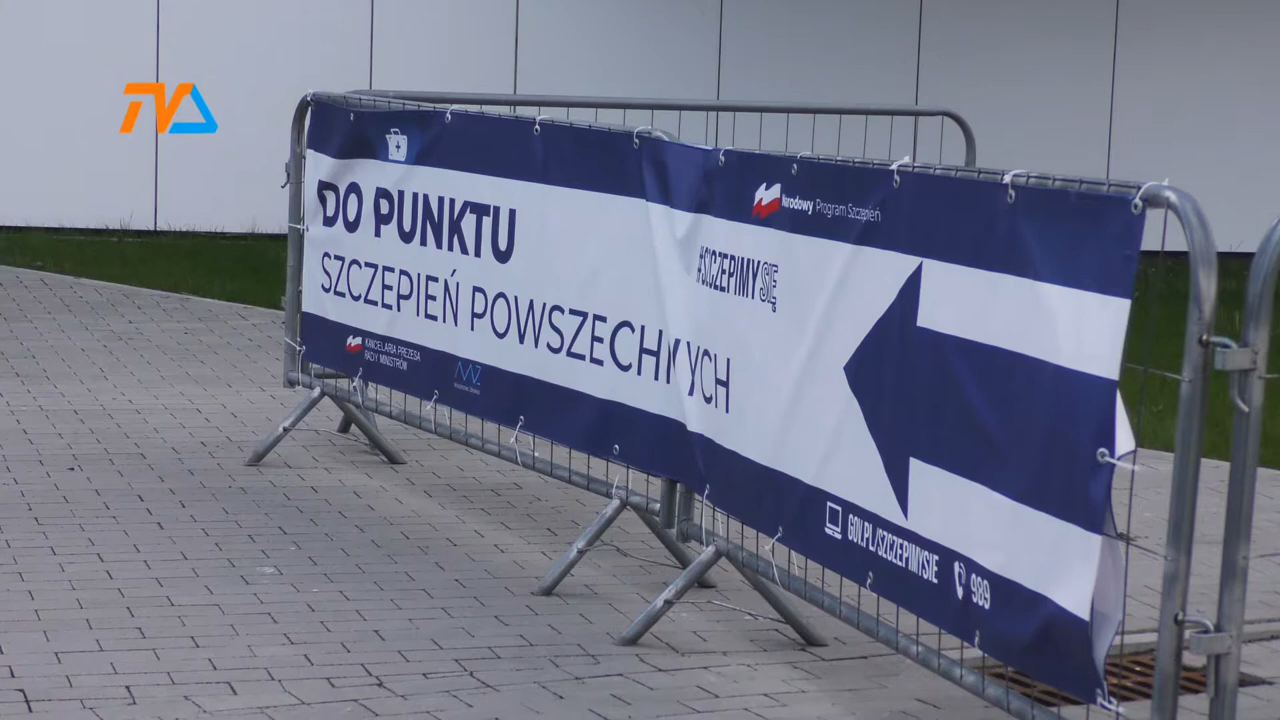 TVA
DO PUNKTU
SZCZEPIEŃ POWSZECHNYCH
KANCELARIA PREZESA
RADY MINISTRÓW
Narodowy Program Szczepień
#SZCZEPIMYSIĘ
GOV.PL/SZCZEPIMYSIE
989